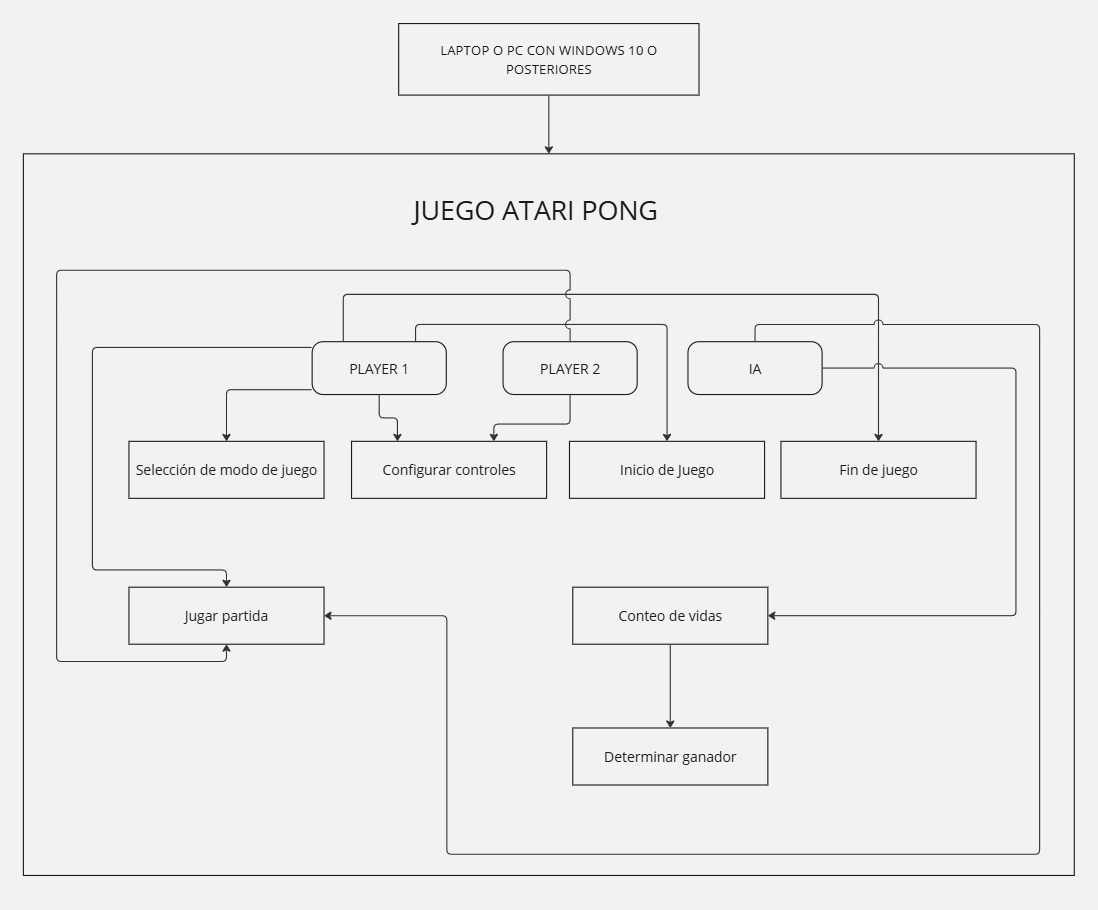 LAPTOP O PC CON WINDOWS 10 O
POSTERIORES
JUEGO ATARI PONG
PLAYER 1
PLAYER 2
IA
Selección de modo de juego
Configurar controles
Inicio de Juego
Fin de juego
Jugar partida
Conteo de vidas
Determinar ganador